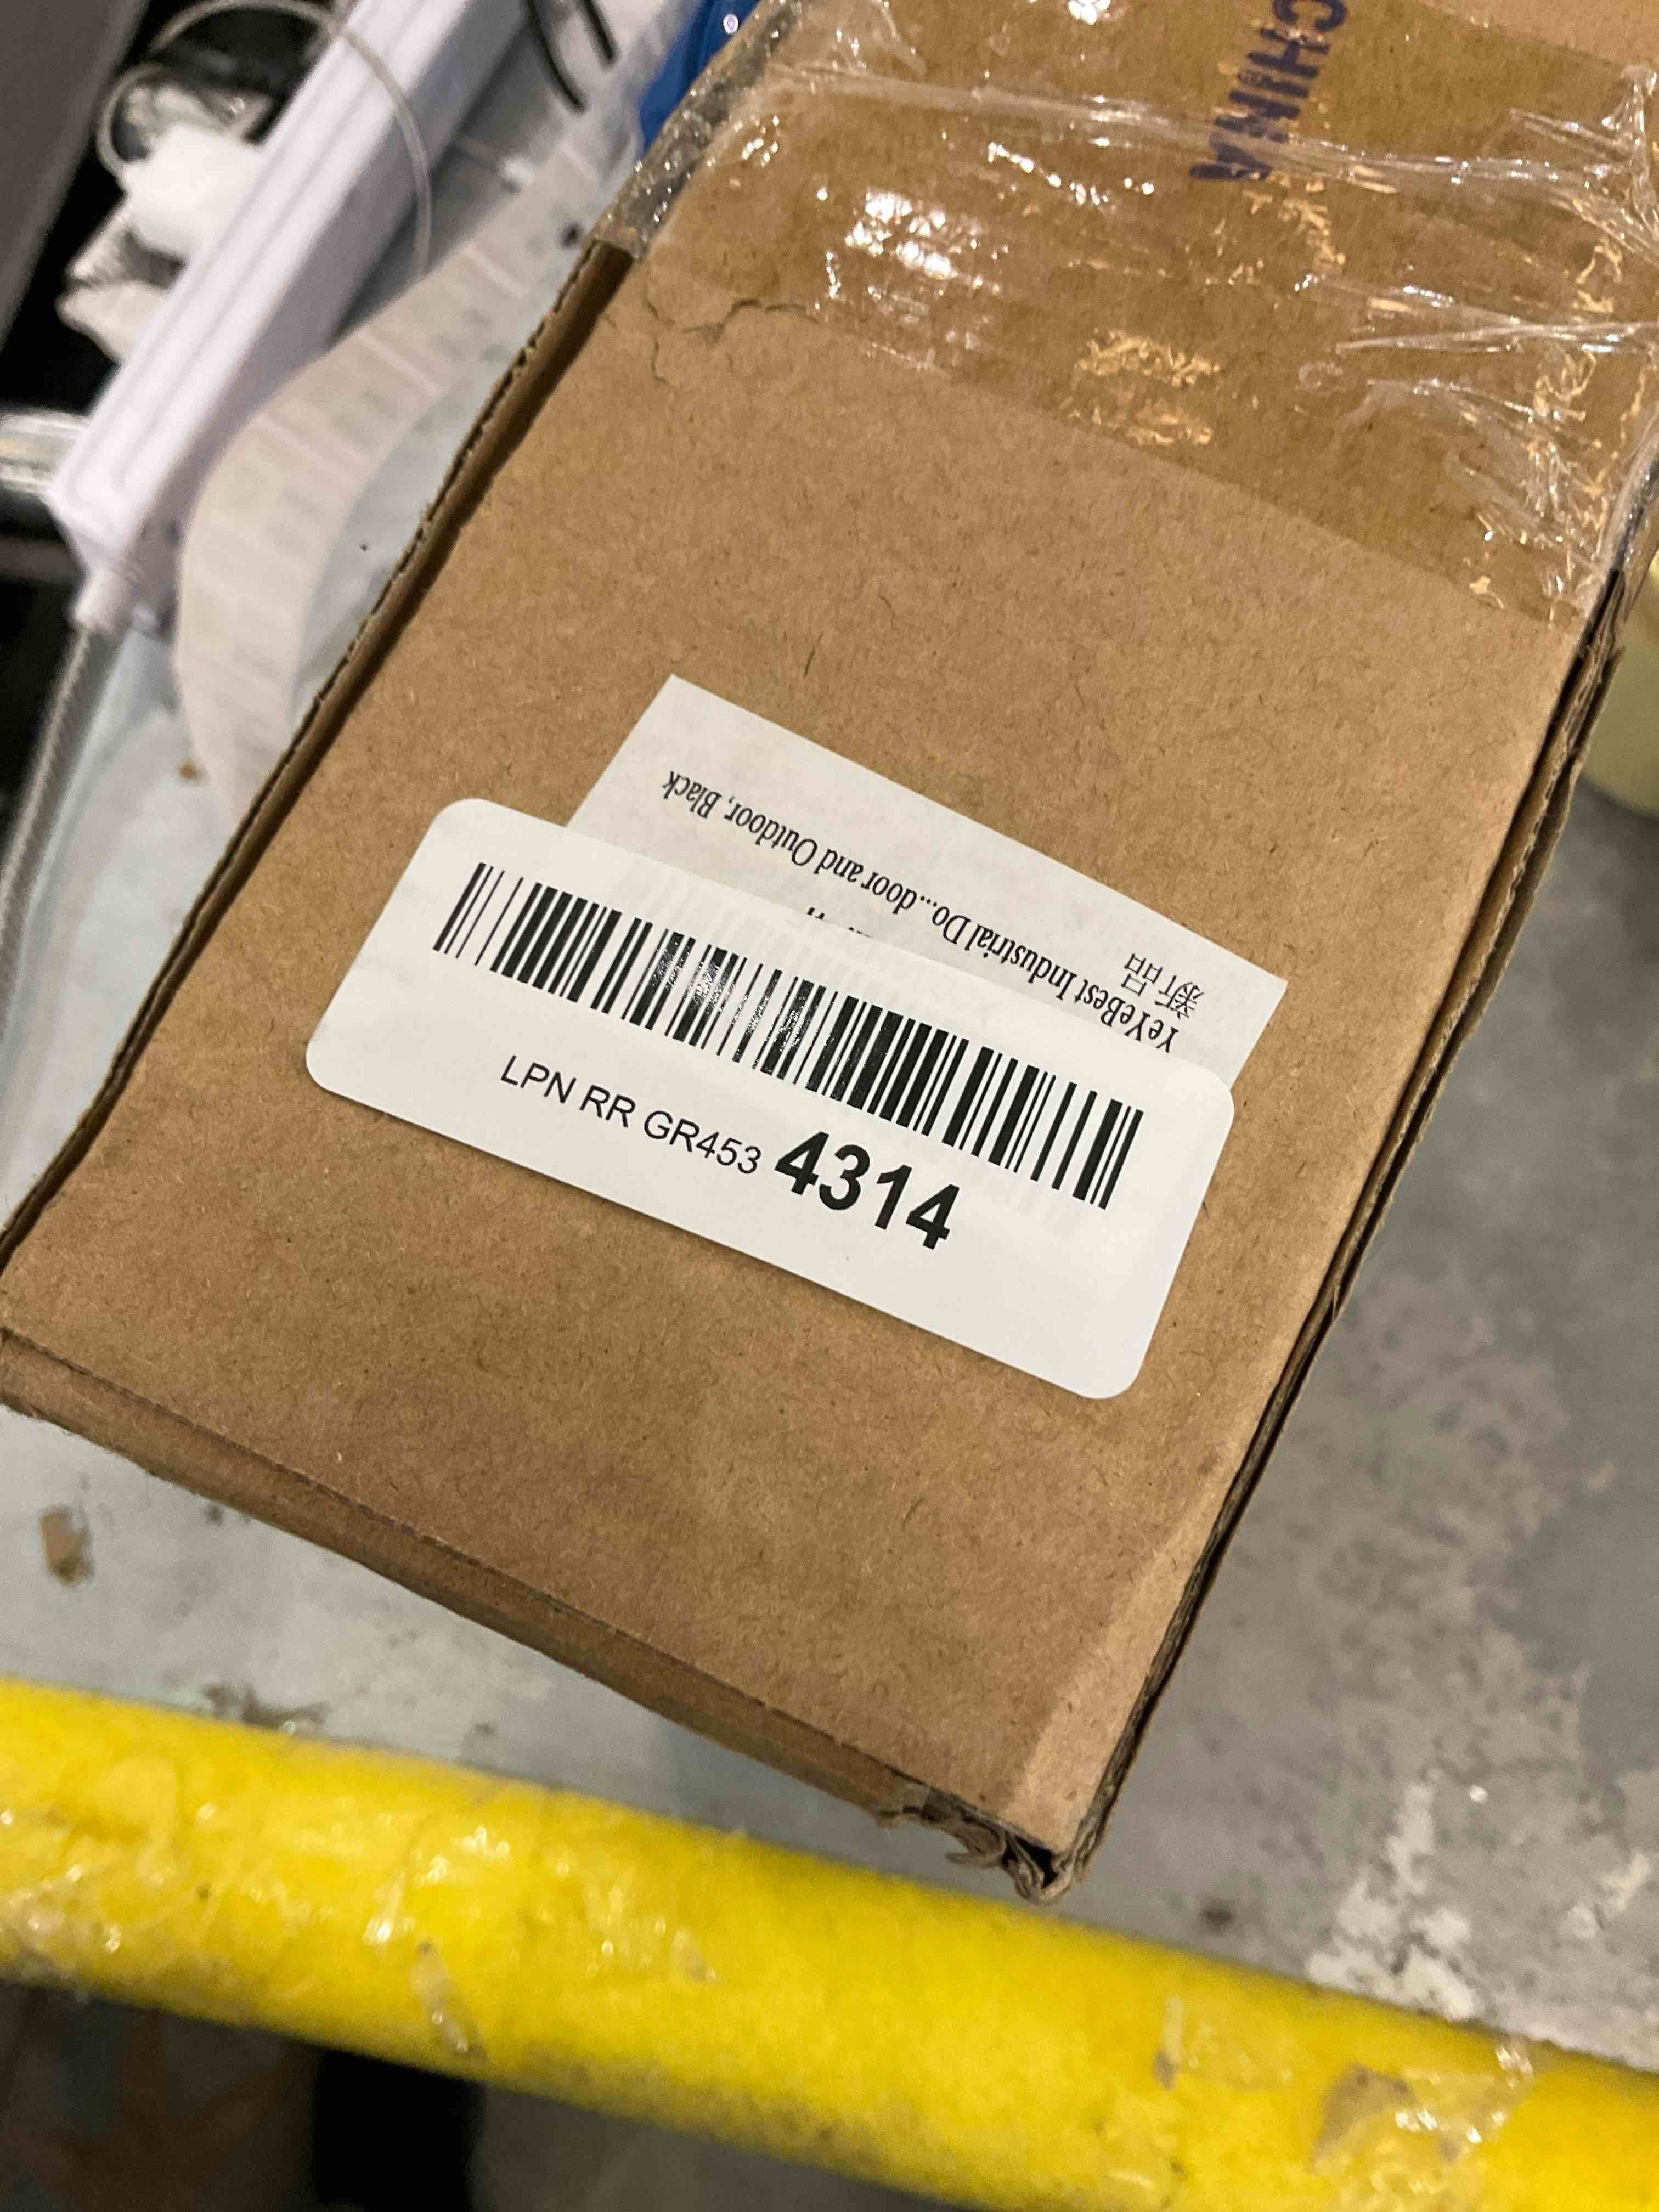 CHINA
YeYeBest Industrial Do...door and Outdoor, Black
新品
LPN RR GR453 4314